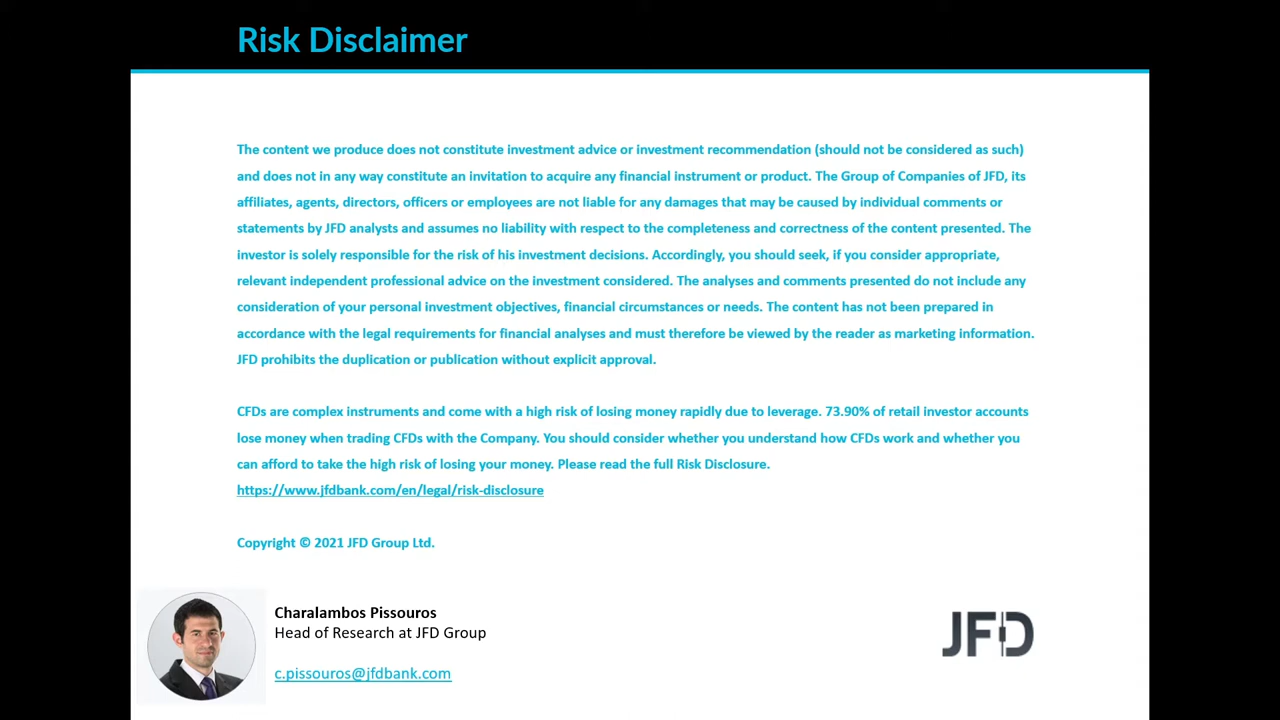 Risk Disclaimer
The content we produce does not constitute investment advice or investment recommendation (should not be considered as such)
and does not in any way constitute an invitation to acquire any financial instrument or product. The Group of Companies of JFD, its
affiliates, agents, directors, officers or employees are not liable for any damages that may be caused by individual comments or
statements by JFD analysts and assumes no liability with respect to the completeness and correctness of the content presented. The
investor is solely responsible for the risk of his investment decisions. Accordingly, you should seek, if you consider appropriate,
relevant independent professional advice on the investment considered. The analyses and comments presented do not include any
consideration of your personal investment objectives, financial circumstances or needs. The content has not been prepared in
accordance with the legal requirements for financial analyses and must therefore be viewed by the reader as marketing information.
JFD prohibits the duplication or publication without explicit approval.
CFDs are complex instruments and come with a high risk of losing money rapidly due to leverage. 73.90% of retail investor accounts
lose money when trading CFDs with the Company. You should consider whether you understand how CFDs work and whether you
can afford to take the high risk of losing your money. Please read the full Risk Disclosure.
https://www.jfdbank.com/en/legal/risk-disclosure
Copyright © 2021 JFD Group Ltd.
Charalambos Pissouros
Head of Research at JFD Group
c.pissouros@jfdbank.com
JFD